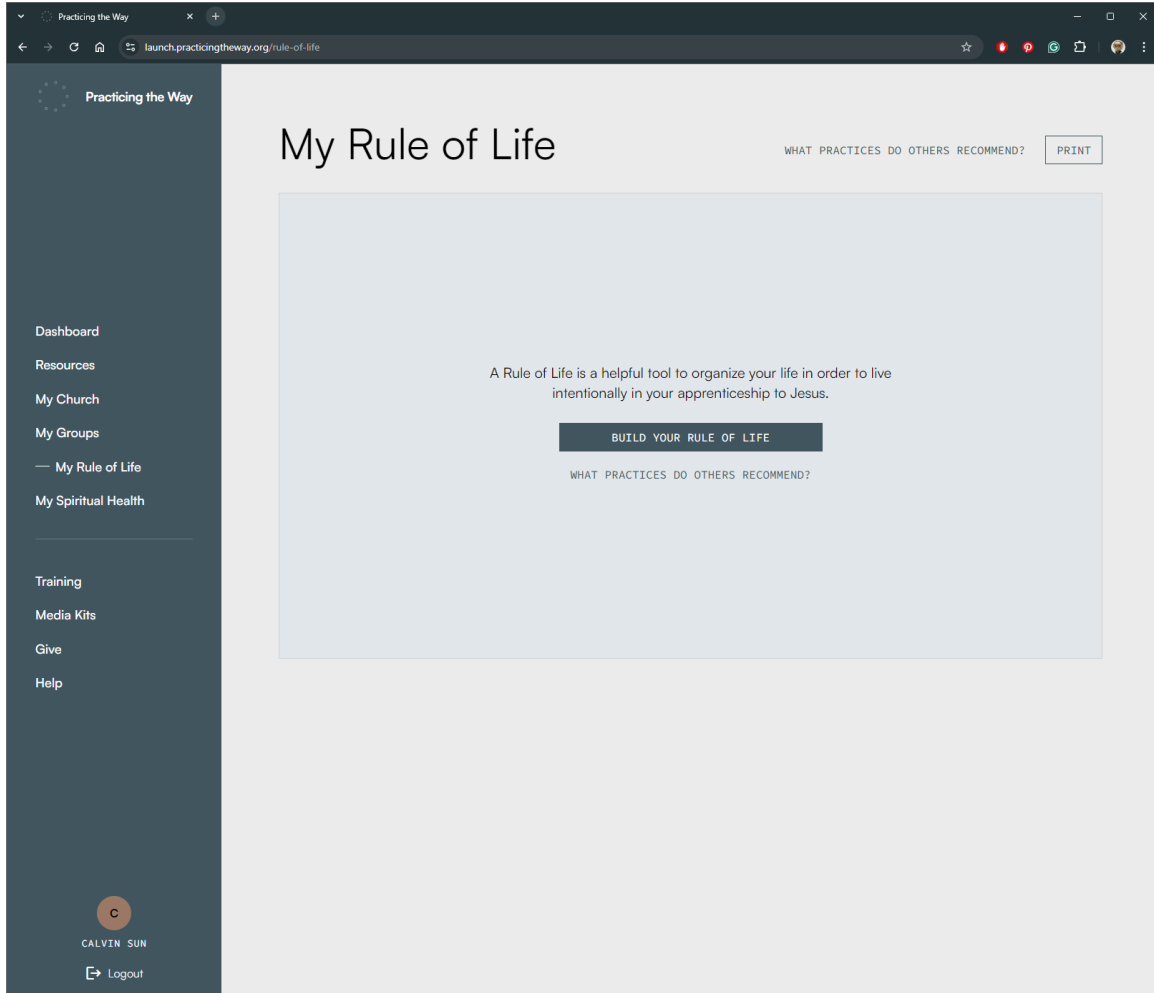 Practicing the Way
launch.practicingtheway.org/rule-of-life
Practicing the Way
My Rule of Life
WHAT PRACTICES DO OTHERS RECOMMEND?
PRINT
A Rule of Life is a helpful tool to organize your life in order to live
intentionally in your apprenticeship to Jesus.
BUILD YOUR RULE OF LIFE
WHAT PRACTICES DO OTHERS RECOMMEND?
Dashboard
Resources
My Church
My Groups
— My Rule of Life
My Spiritual Health
Training
Media Kits
Give
Help
C
CALVIN SUN
Logout